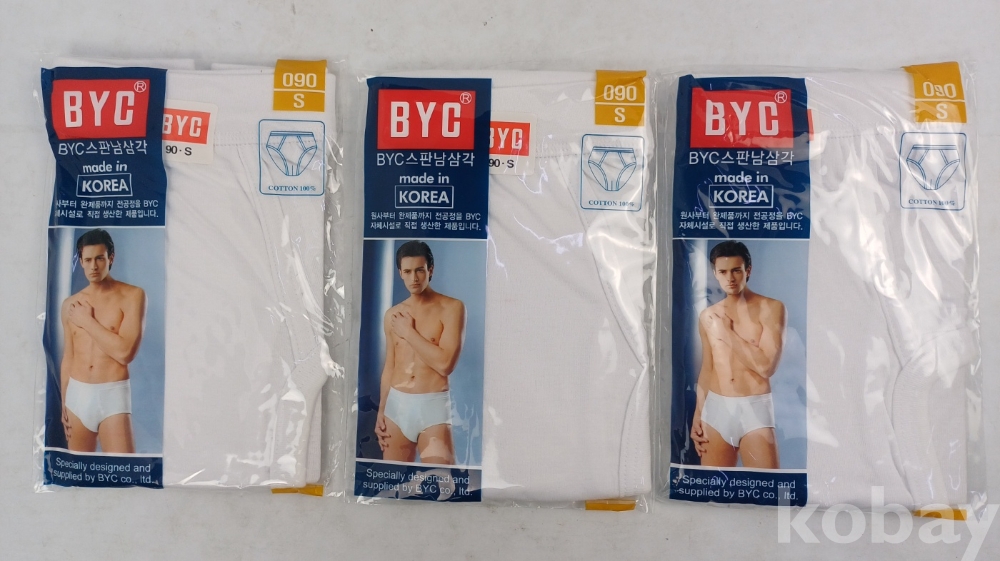 BYC®
BYC스판남삼각
made in
KOREA
사부터 완제품까지 전공정을 BYC
체시설로 직접 생산한 제품입니다.
Specially designed and
supplied by BYC co., ltd.
BYC
90·S
090
S
COTTON 100%
BYC®
BYC스판남삼각
made in
KOREA
원사부터 완제품까지 전공정을 BYC
자체시설로 직접 생산한 제품입니다.
Specially designed and
supplied by BYC co., ltd.
BYC
90·S
090
S
COTTON 100%
BYC®
BYC스판남삼각
made in
KOREA
원사부터 완제품까지 전공정을 BYC
자체시설로 직접 생산한 제품입니다.
Specially designed and
supplied by BYC co., ltd.
090
S
COTTON 100%
kobay